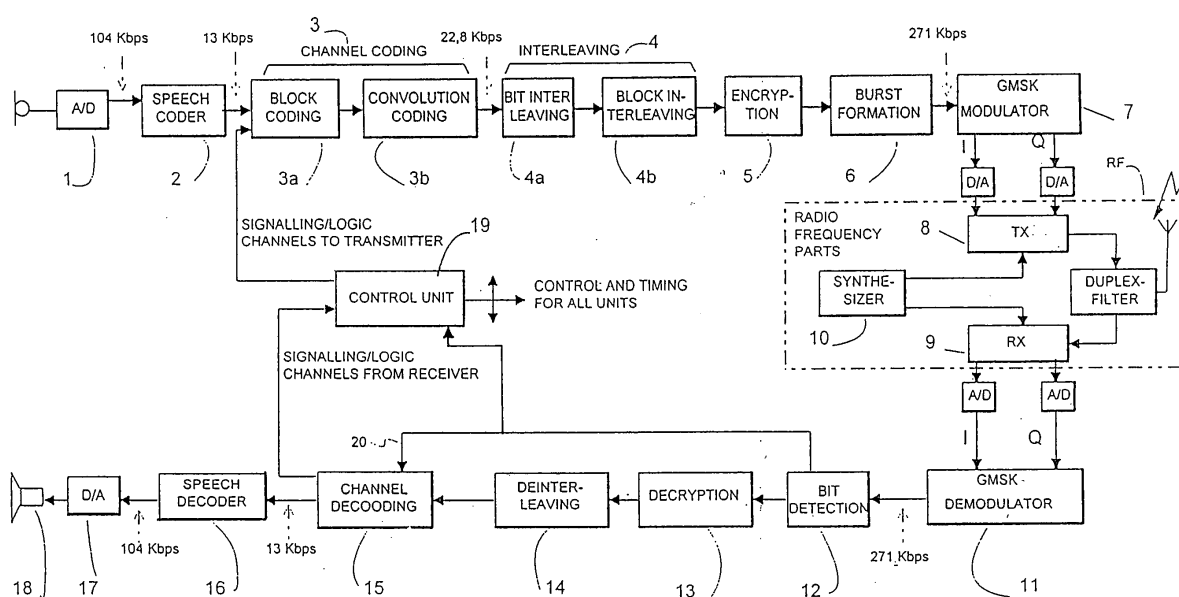 3
4
104 Kbps
13 Kbps
CHANNEL CODING
22,8 Kbps
INTERLEAVING
271 Kbps
A/D
SPEECH
CODER
BLOCK
CODING
CONVOLUTION
CODING
BIT INTER
LEAVING
BLOCK IN-
TERLEAVING
ENCRYP-
TION
BURST
FORMATION
GMSK
MODULATOR
7
1
2
3a
3b
4a
4b
5
6
I
Q
D/A
D/A
RF
SIGNALLING/LOGIC
CHANNELS TO TRANSMITTER
19
RADIO
FREQUENCY
PARTS
8
TX
CONTROL UNIT
CONTROL AND TIMING
FOR ALL UNITS
SYNTHE-
SIZER
DUPLEX-
FILTER
10
9
RX
SIGNALLING/LOGIC
CHANNELS FROM RECEIVER
A/D
A/D
I
Q
20
D/A
SPEECH
DECODER
CHANNEL
DECOODING
DEINTER-
LEAVING
DECRYPTION
BIT
DETECTION
GMSK -
DEMODULATOR
104 Kbps
13 Kbps
271 Kbps
18
17
16
15
14
13
12
11